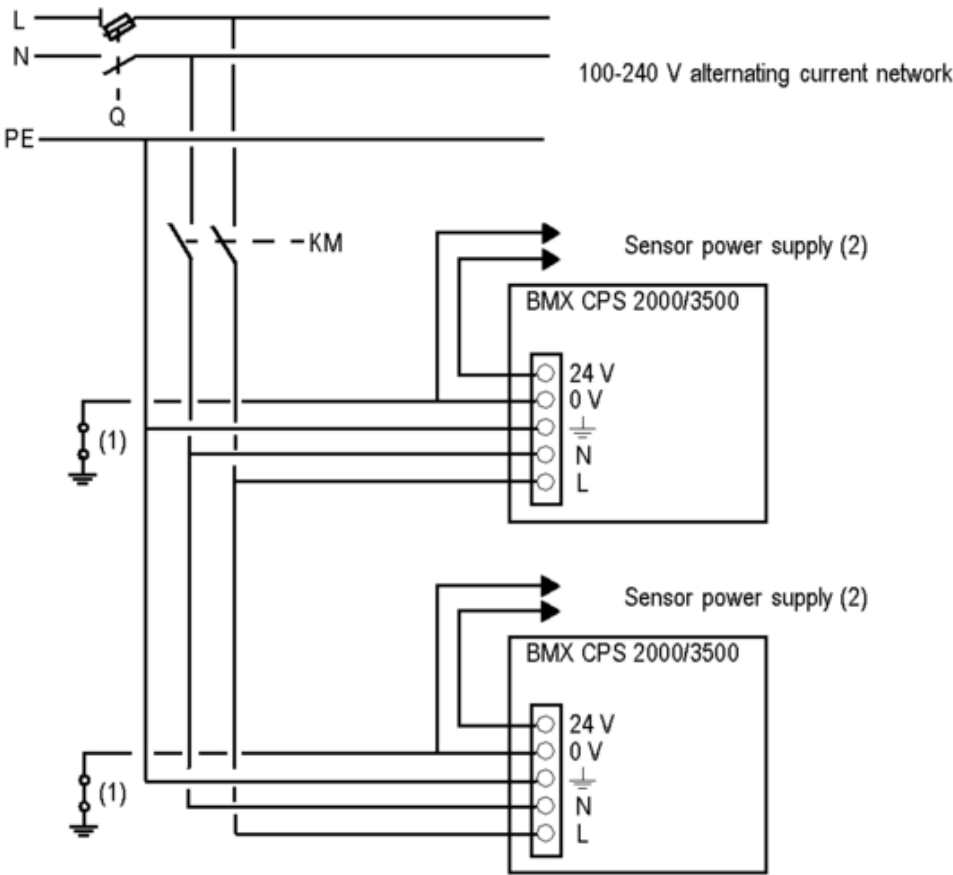 L
N
100-240 V alternating current network
Q
PE
KM
Sensor power supply (2)
BMX CPS 2000/3500
24 V
0 V
(1)
N
L
Sensor power supply (2)
BMX CPS 2000/3500
24 V
0 V
(1)
N
L